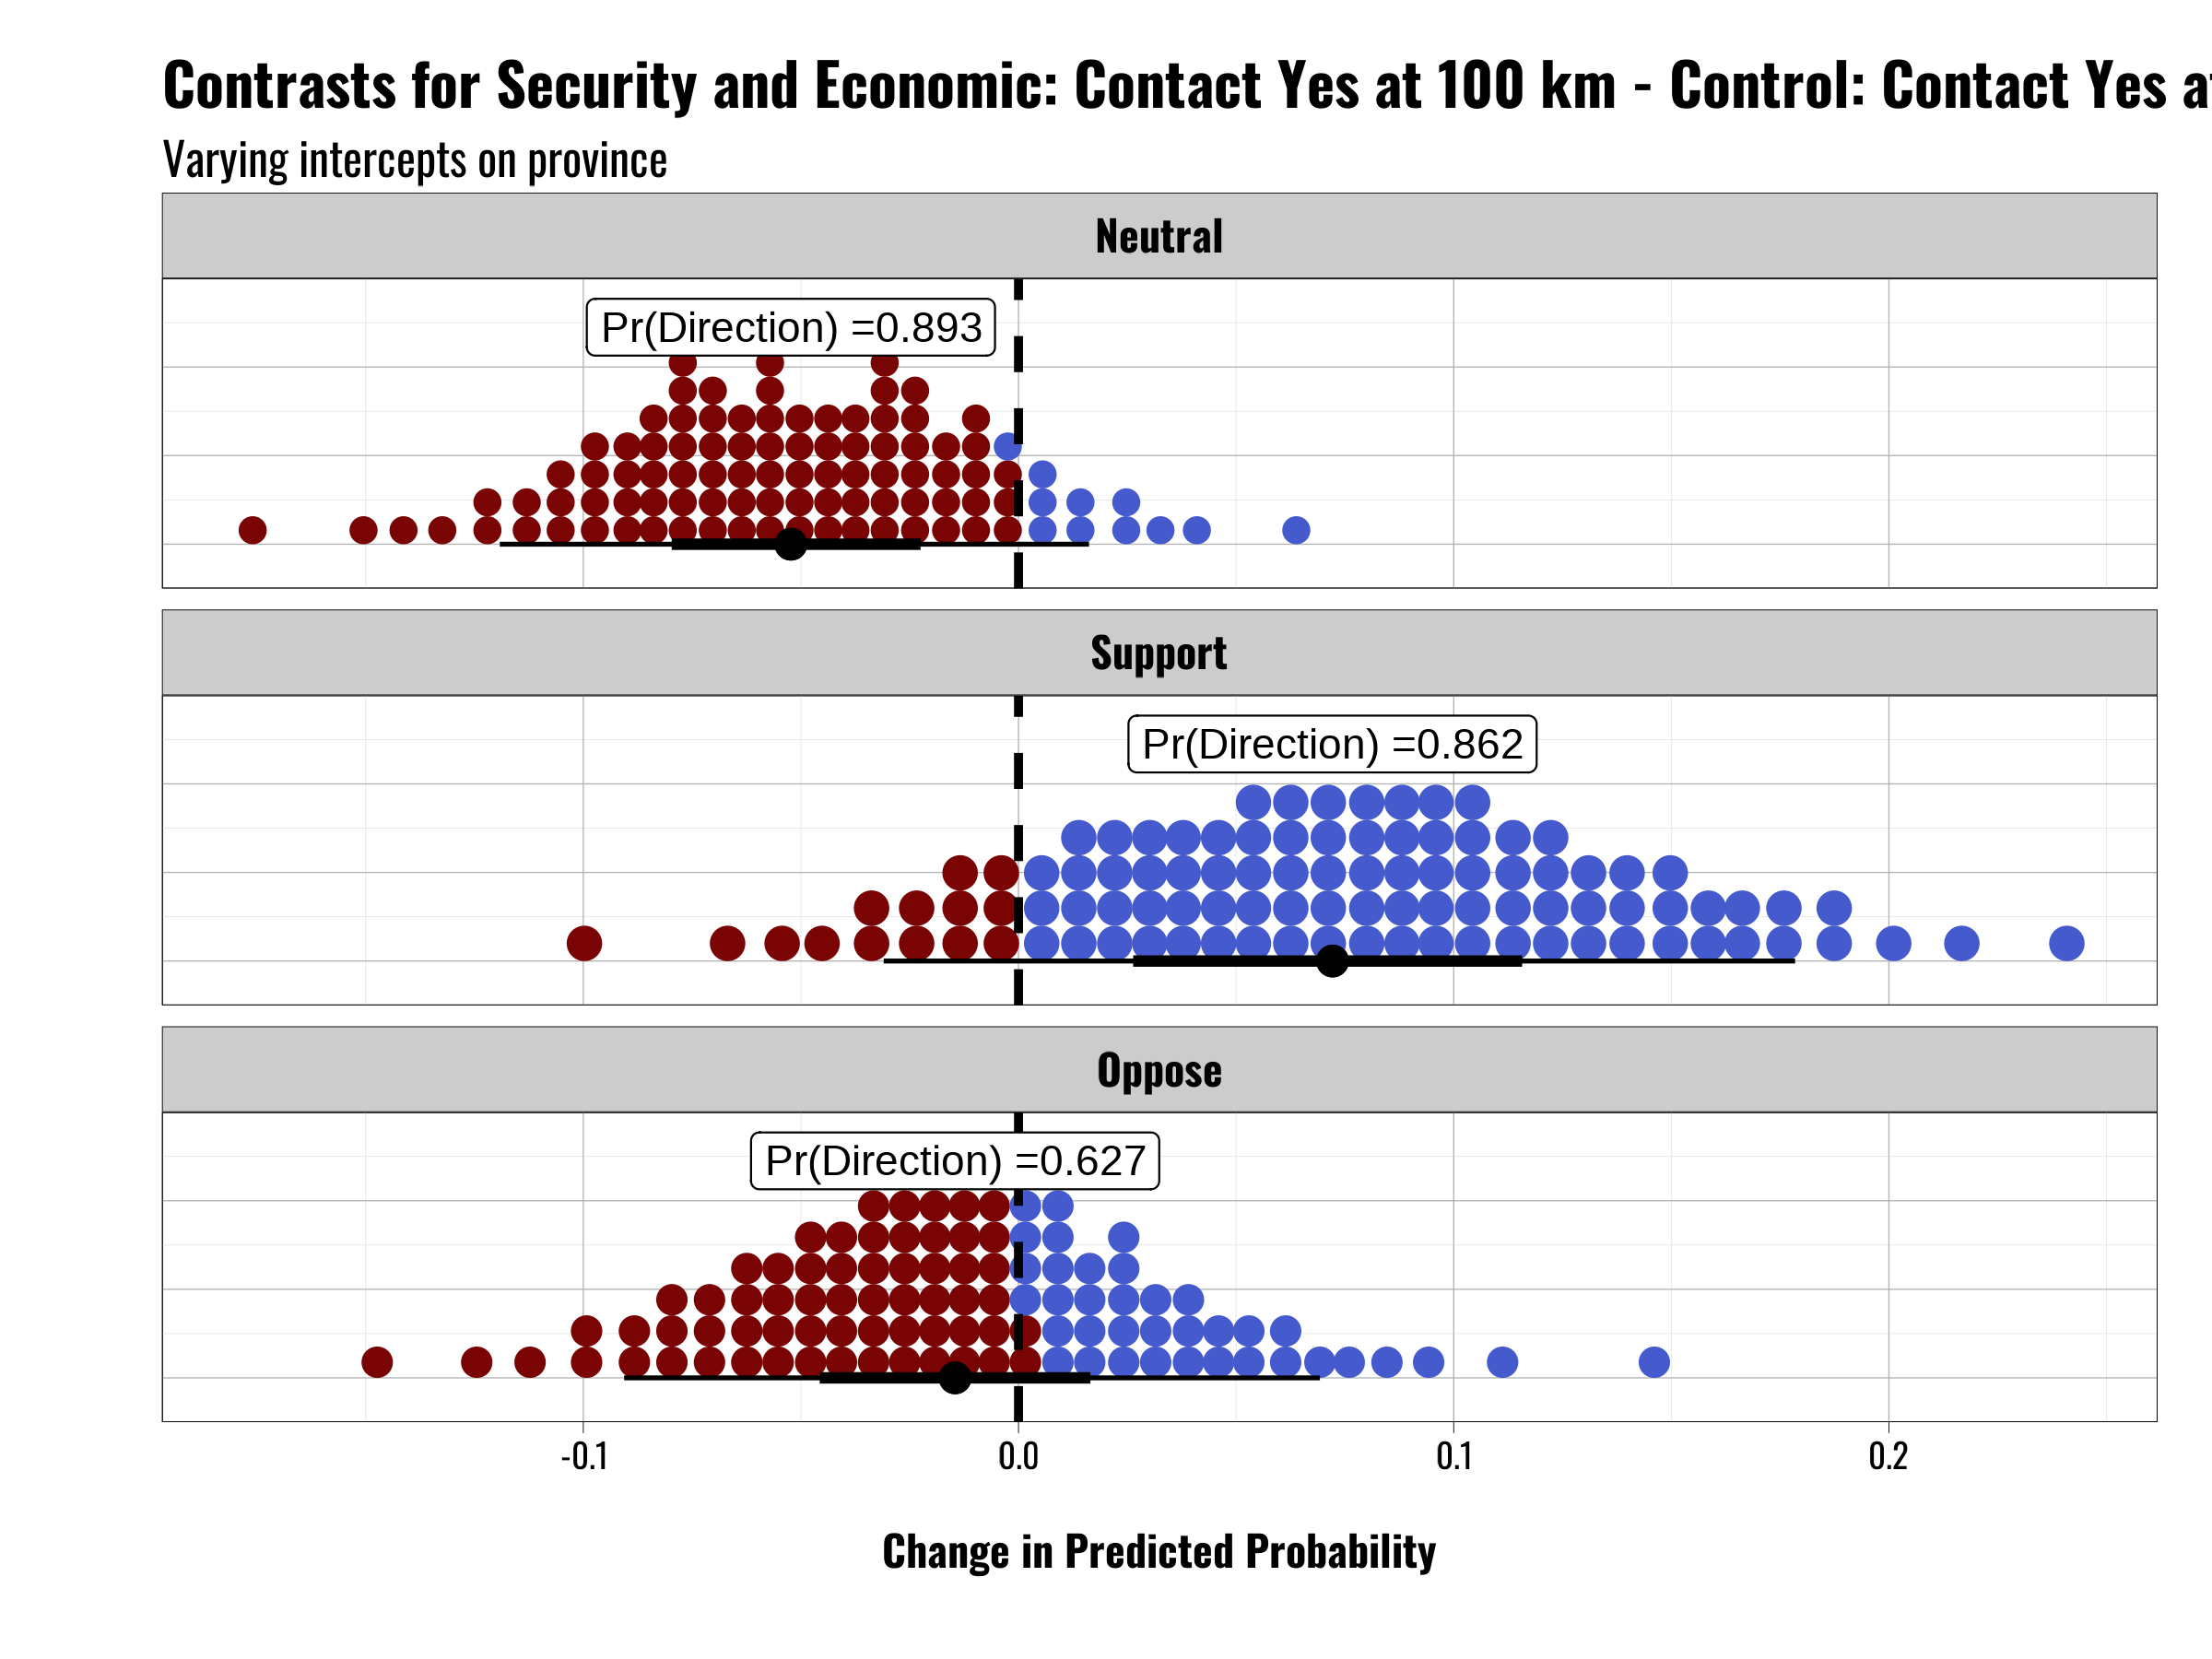 Contrasts for Security and Economic: Contact Yes at 100 km - Control: Contact Yes
Varying intercepts on province
Neutral
Pr(Direction) =0.893
Support
Pr(Direction) =0.862
Oppose
Pr(Direction) =0.627
-0.1 0.0 0.1 0.2
Change in Predicted Probability